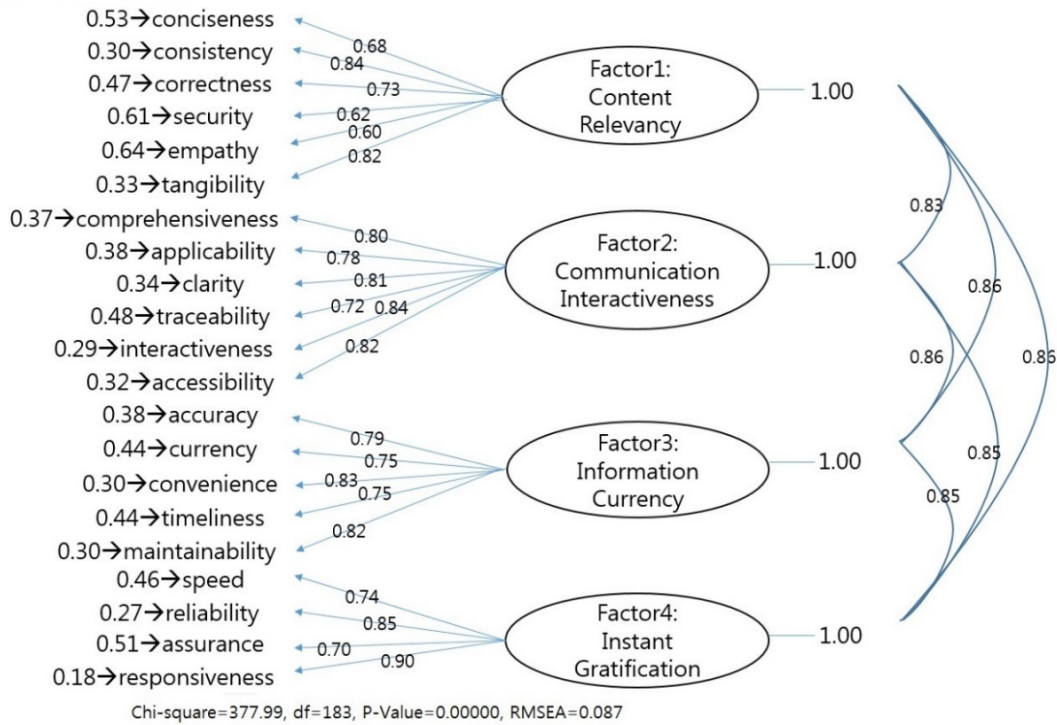 0.53→conciseness
0.30→consistency
0.47→correctness
0.61→security
0.64→empathy
0.33→tangibility
0.68
0.84
0.73
0.62
0.60
0.82
Factor1:
Content
Relevancy
1.00
0.37→comprehensiveness
0.38→applicability
0.34→clarity
0.48→traceability
0.29→interactiveness
0.32→accessibility
0.80
0.78
0.81
0.72
0.84
0.82
Factor2:
Communication
Interactiveness
1.00
0.38→accuracy
0.44→currency
0.30→convenience
0.44→timeliness
0.30→maintainability
0.79
0.75
0.83
0.75
0.82
Factor3:
Information
Currency
1.00
0.46→speed
0.27→reliability
0.51→assurance
0.18→responsiveness
0.74
0.85
0.70
0.90
Factor4:
Instant
Gratification
1.00
0.83
0.86
0.86
0.86
0.85
0.85
Chi-square=377.99, df=183, P-Value=0.00000, RMSEA=0.087